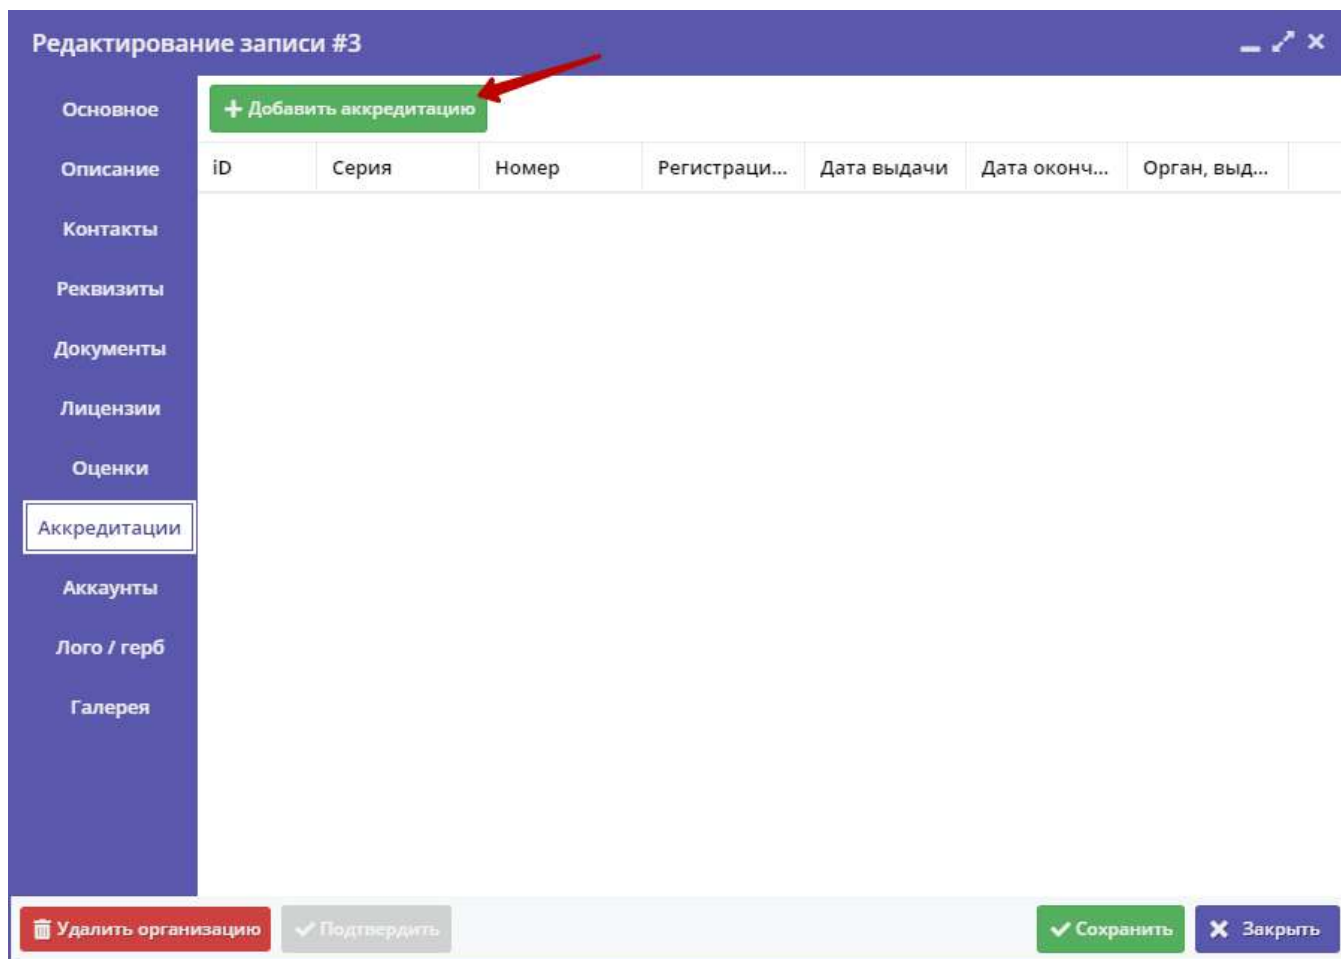 Редактирование записи #3
Основное
Описание
Контакты
Реквизиты
Документы
Лицензии
Оценки
Аккредитации
Аккаунты
Лого / герб
Галерея
Добавить аккредитацию
iD Серия Номер Регистраци... Дата выдачи Дата оконч... Орган, выд...
Удалить организацию Подтвердить Сохранить Закрыть